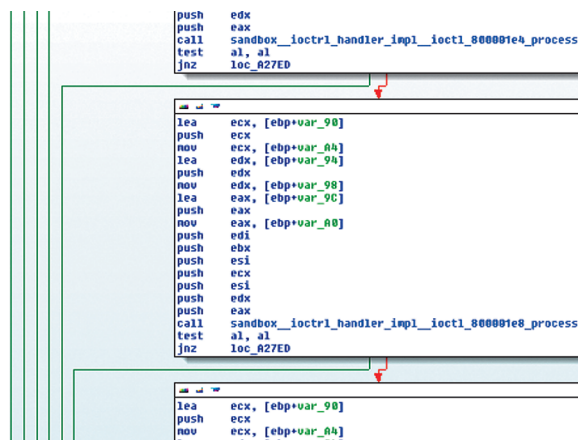 push edx
push eax
call sandbox__ioctrl_handler_impl__ioctl_800001e4_process
test al, al
jnz loc_A27ED
lea ecx, [ebp+var_90]
push ecx
mov ecx, [ebp+var_A4]
lea edx, [ebp+var_94]
push edx
mov edx, [ebp+var_98]
lea eax, [ebp+var_9C]
push eax
mov eax, [ebp+var_A0]
push edi
push ebx
push esi
push ecx
push esi
push edx
push eax
call sandbox__ioctrl_handler_impl__ioctl_800001e8_process
test al, al
jnz loc_A27ED
lea ecx, [ebp+var_90]
push ecx
mov ecx, [ebp+var_A4]